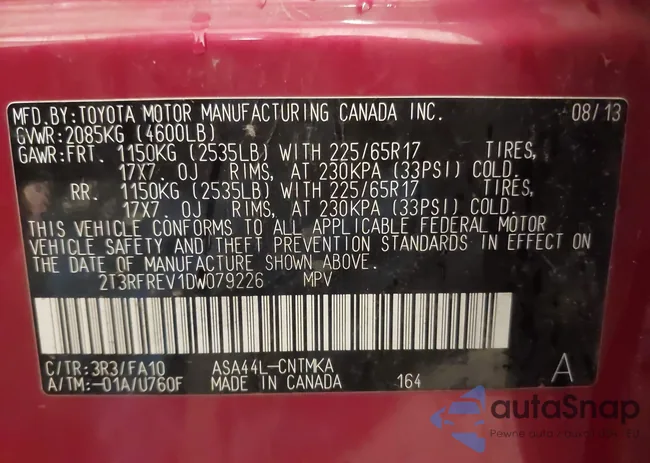 MFD.BY:TOYOTA MOTOR MANUFACTURING CANADA INC. 08/13
GVWR:2085KG (4600LB)
GAWR:FRT. 1150KG (2535LB) WITH 225/65R17 TIRES,
17X7.0J RIMS, AT 230KPA (33PSI) COLD.
RR. 1150KG (2535LB) WITH 225/65R17 TIRES,
17X7.0J RIMS, AT 230KPA (33PSI) COLD.
THIS VEHICLE CONFORMS TO ALL APPLICABLE FEDERAL MOTOR
VEHICLE SAFETY AND THEFT PREVENTION STANDARDS IN EFFECT ON
THE DATE OF MANUFACTURE SHOWN ABOVE.
2T3RFREV1DW079226 MPV
C/TR:3R3/FA10 ASA44L-CNTMKA A
A/TM:-01A/U760F MADE IN CANADA 164
autaSnap
Pewne auta